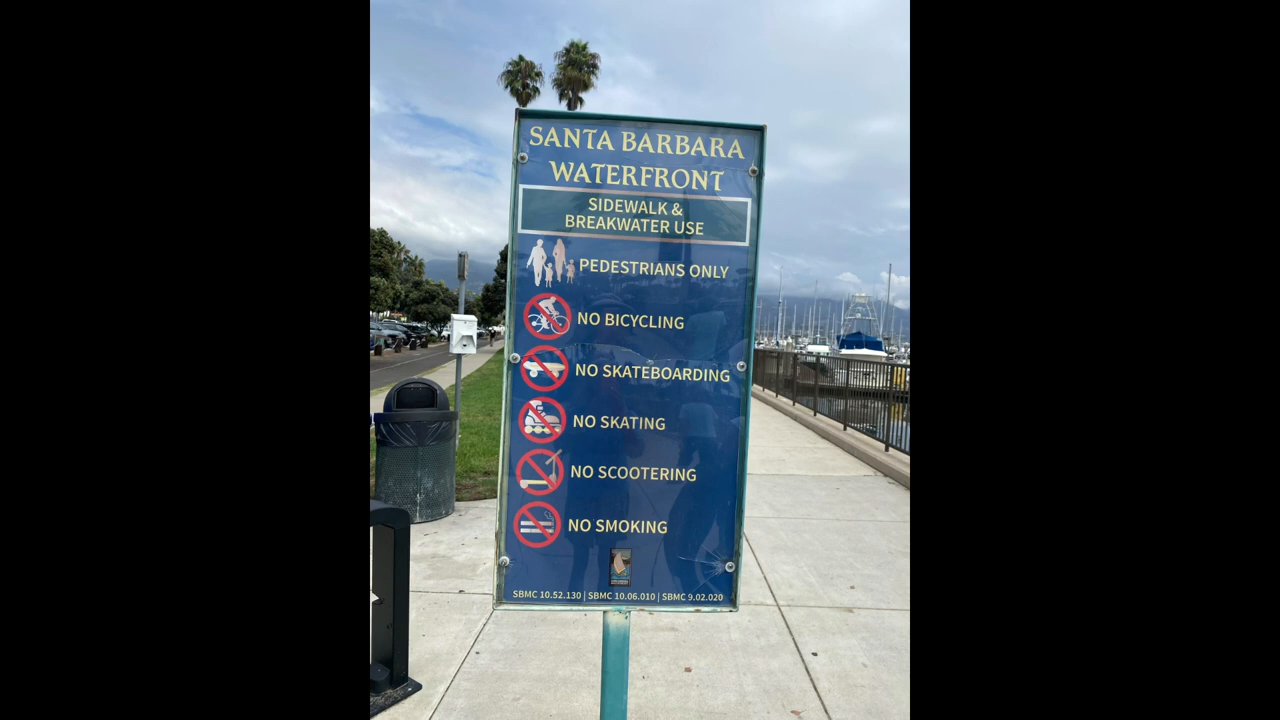 SANTA BARBARA
WATERFRONT
SIDEWALK &
BREAKWATER USE
PEDESTRIANS ONLY
NO BICYCLING
NO SKATEBOARDING
NO SKATING
NO SCOOTERING
NO SMOKING
SBMC 10.52.130 | SBMC 10.06.010 | SBMC 9.02.020